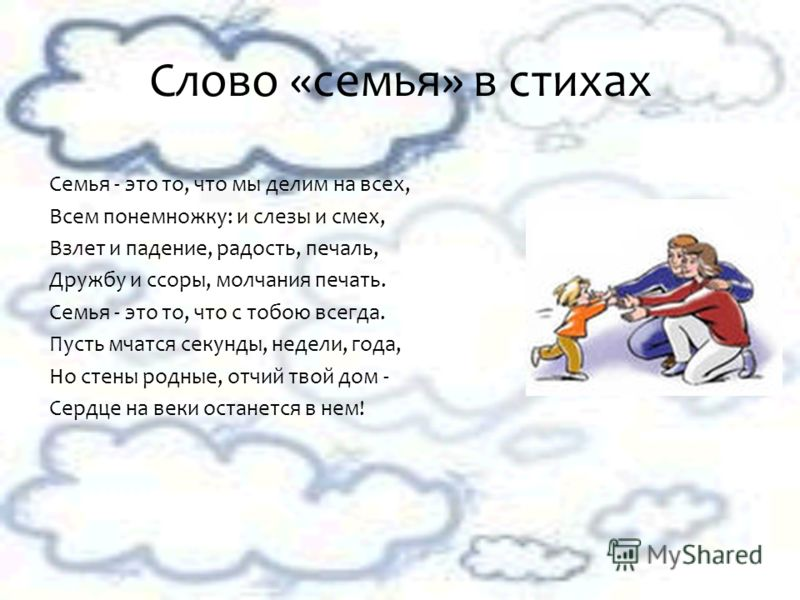 Слово «семья» в стихах
Семья - это то, что мы делим на всех,
Всем понемножку: и слезы и смех,
Взлет и падение, радость, печаль,
Дружбу и ссоры, молчания печать.
Семья - это то, что с тобою всегда.
Пусть мчатся секунды, недели, года,
Но стены родные, отчий твой дом -
Сердце на веки останется в нем!
MyShared